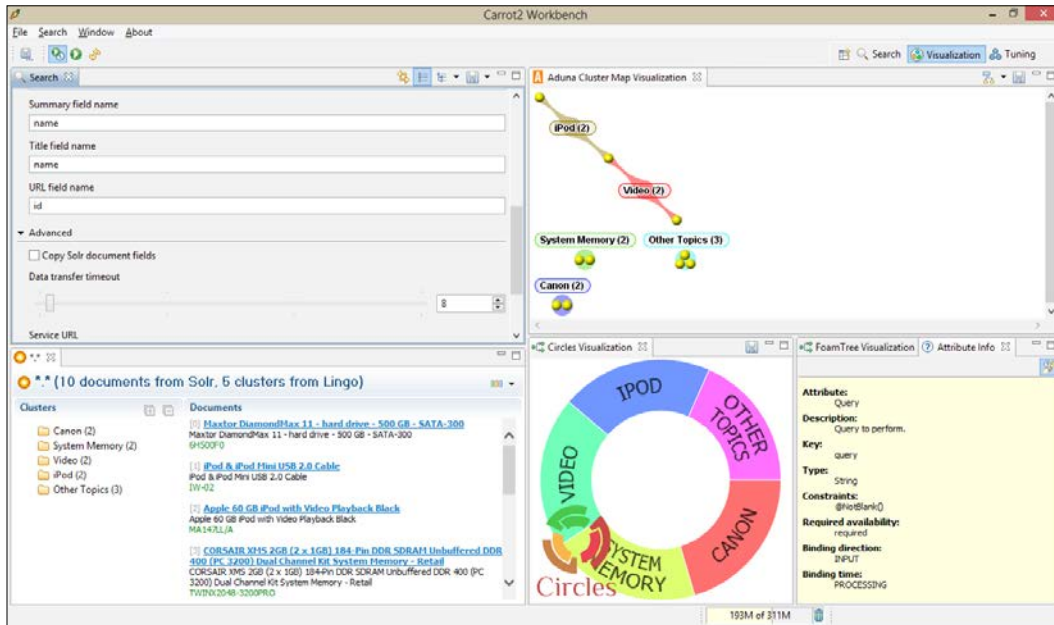 Carrot2 Workbench
File Search Window About
Search Visualization Tuning
Search
Summary field name
name
Title field name
name
URL field name
id
Advanced
Copy Solr document fields
Data transfer timeout
8
Service URL
Aduna Cluster Map Visualization
iPod (2)
Video (2)
System Memory (2) Other Topics (3)
Canon (2)
*:*
*:* (10 documents from Solr, 5 clusters from Lingo)
Clusters
Canon (2)
System Memory (2)
Video (2)
iPod (2)
Other Topics (3)
Documents
[0] Maxtor DiamondMax 11 - hard drive - 500 GB - SATA-300
Maxtor DiamondMax 11 - hard drive - 500 GB - SATA-300
6H500F0
[1] iPod & iPod Mini USB 2.0 Cable
iPod & iPod Mini USB 2.0 Cable
IW-02
[2] Apple 60 GB iPod with Video Playback Black
Apple 60 GB iPod with Video Playback Black
MA147LL/A
[3] CORSAIR XMS 2GB (2 x 1GB) 184-Pin DDR SDRAM Unbuffered DDR
400 (PC 3200) Dual Channel Kit System Memory - Retail
CORSAIR XMS 2GB (2 x 1GB) 184-Pin DDR SDRAM Unbuffered DDR 400 (PC
3200) Dual Channel Kit System Memory - Retail
TWINX2048-3200PRO
Circles Visualization
IPOD
OTHER
TOPICS
VIDEO
CANON
SYSTEM
MEMORY
Circles
FoamTree Visualization Attribute Info
Attribute:
Query
Description:
Query to perform.
Key:
query
Type:
String
Constraints:
@NotBlank()
Required availability:
required
Binding direction:
INPUT
Binding time:
PROCESSING
193M of 311M